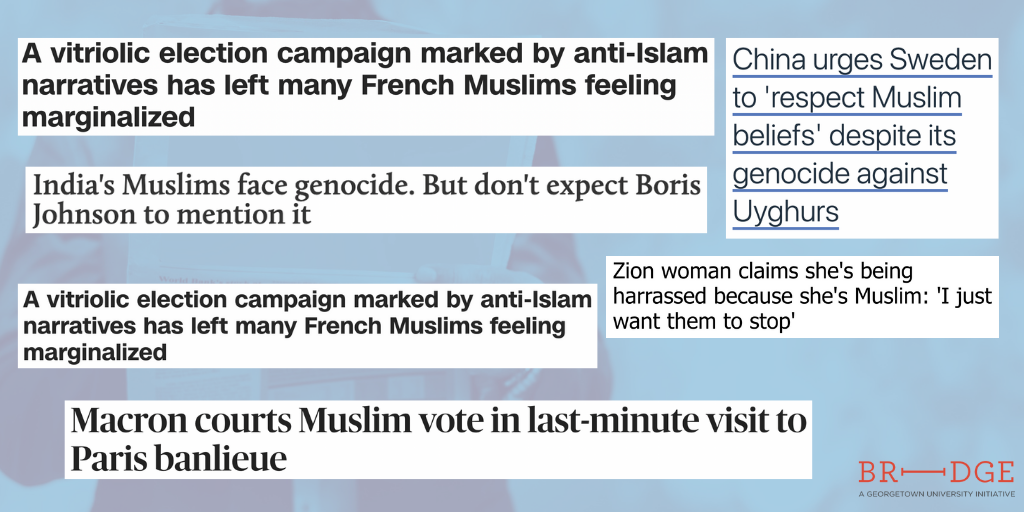 A vitriolic election campaign marked by anti-Islam
narratives has left many French Muslims feeling
marginalized
China urges Sweden
to 'respect Muslim
beliefs' despite its
genocide against
Uyghurs
India's Muslims face genocide. But don't expect Boris
Johnson to mention it
Zion woman claims she's being
harrassed because she's Muslim: 'I just
want them to stop'
A vitriolic election campaign marked by anti-Islam
narratives has left many French Muslims feeling
marginalized
Macron courts Muslim vote in last-minute visit to
Paris banlieue
BRIDGE
A GEORGETOWN UNIVERSITY INITIATIVE